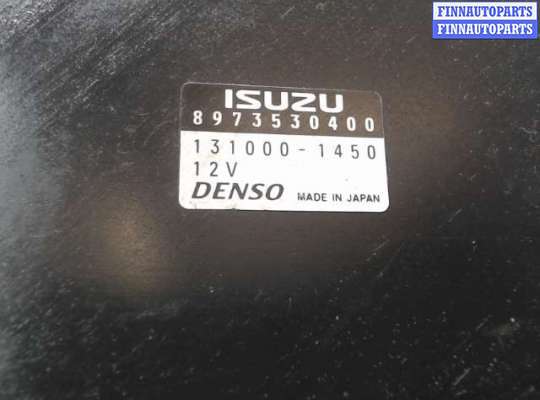 FINNAUTOPARTS
FINNAUTOPARTS
ISUZU
8973530400
131000-1450
12V
DENSO MADE IN JAPAN